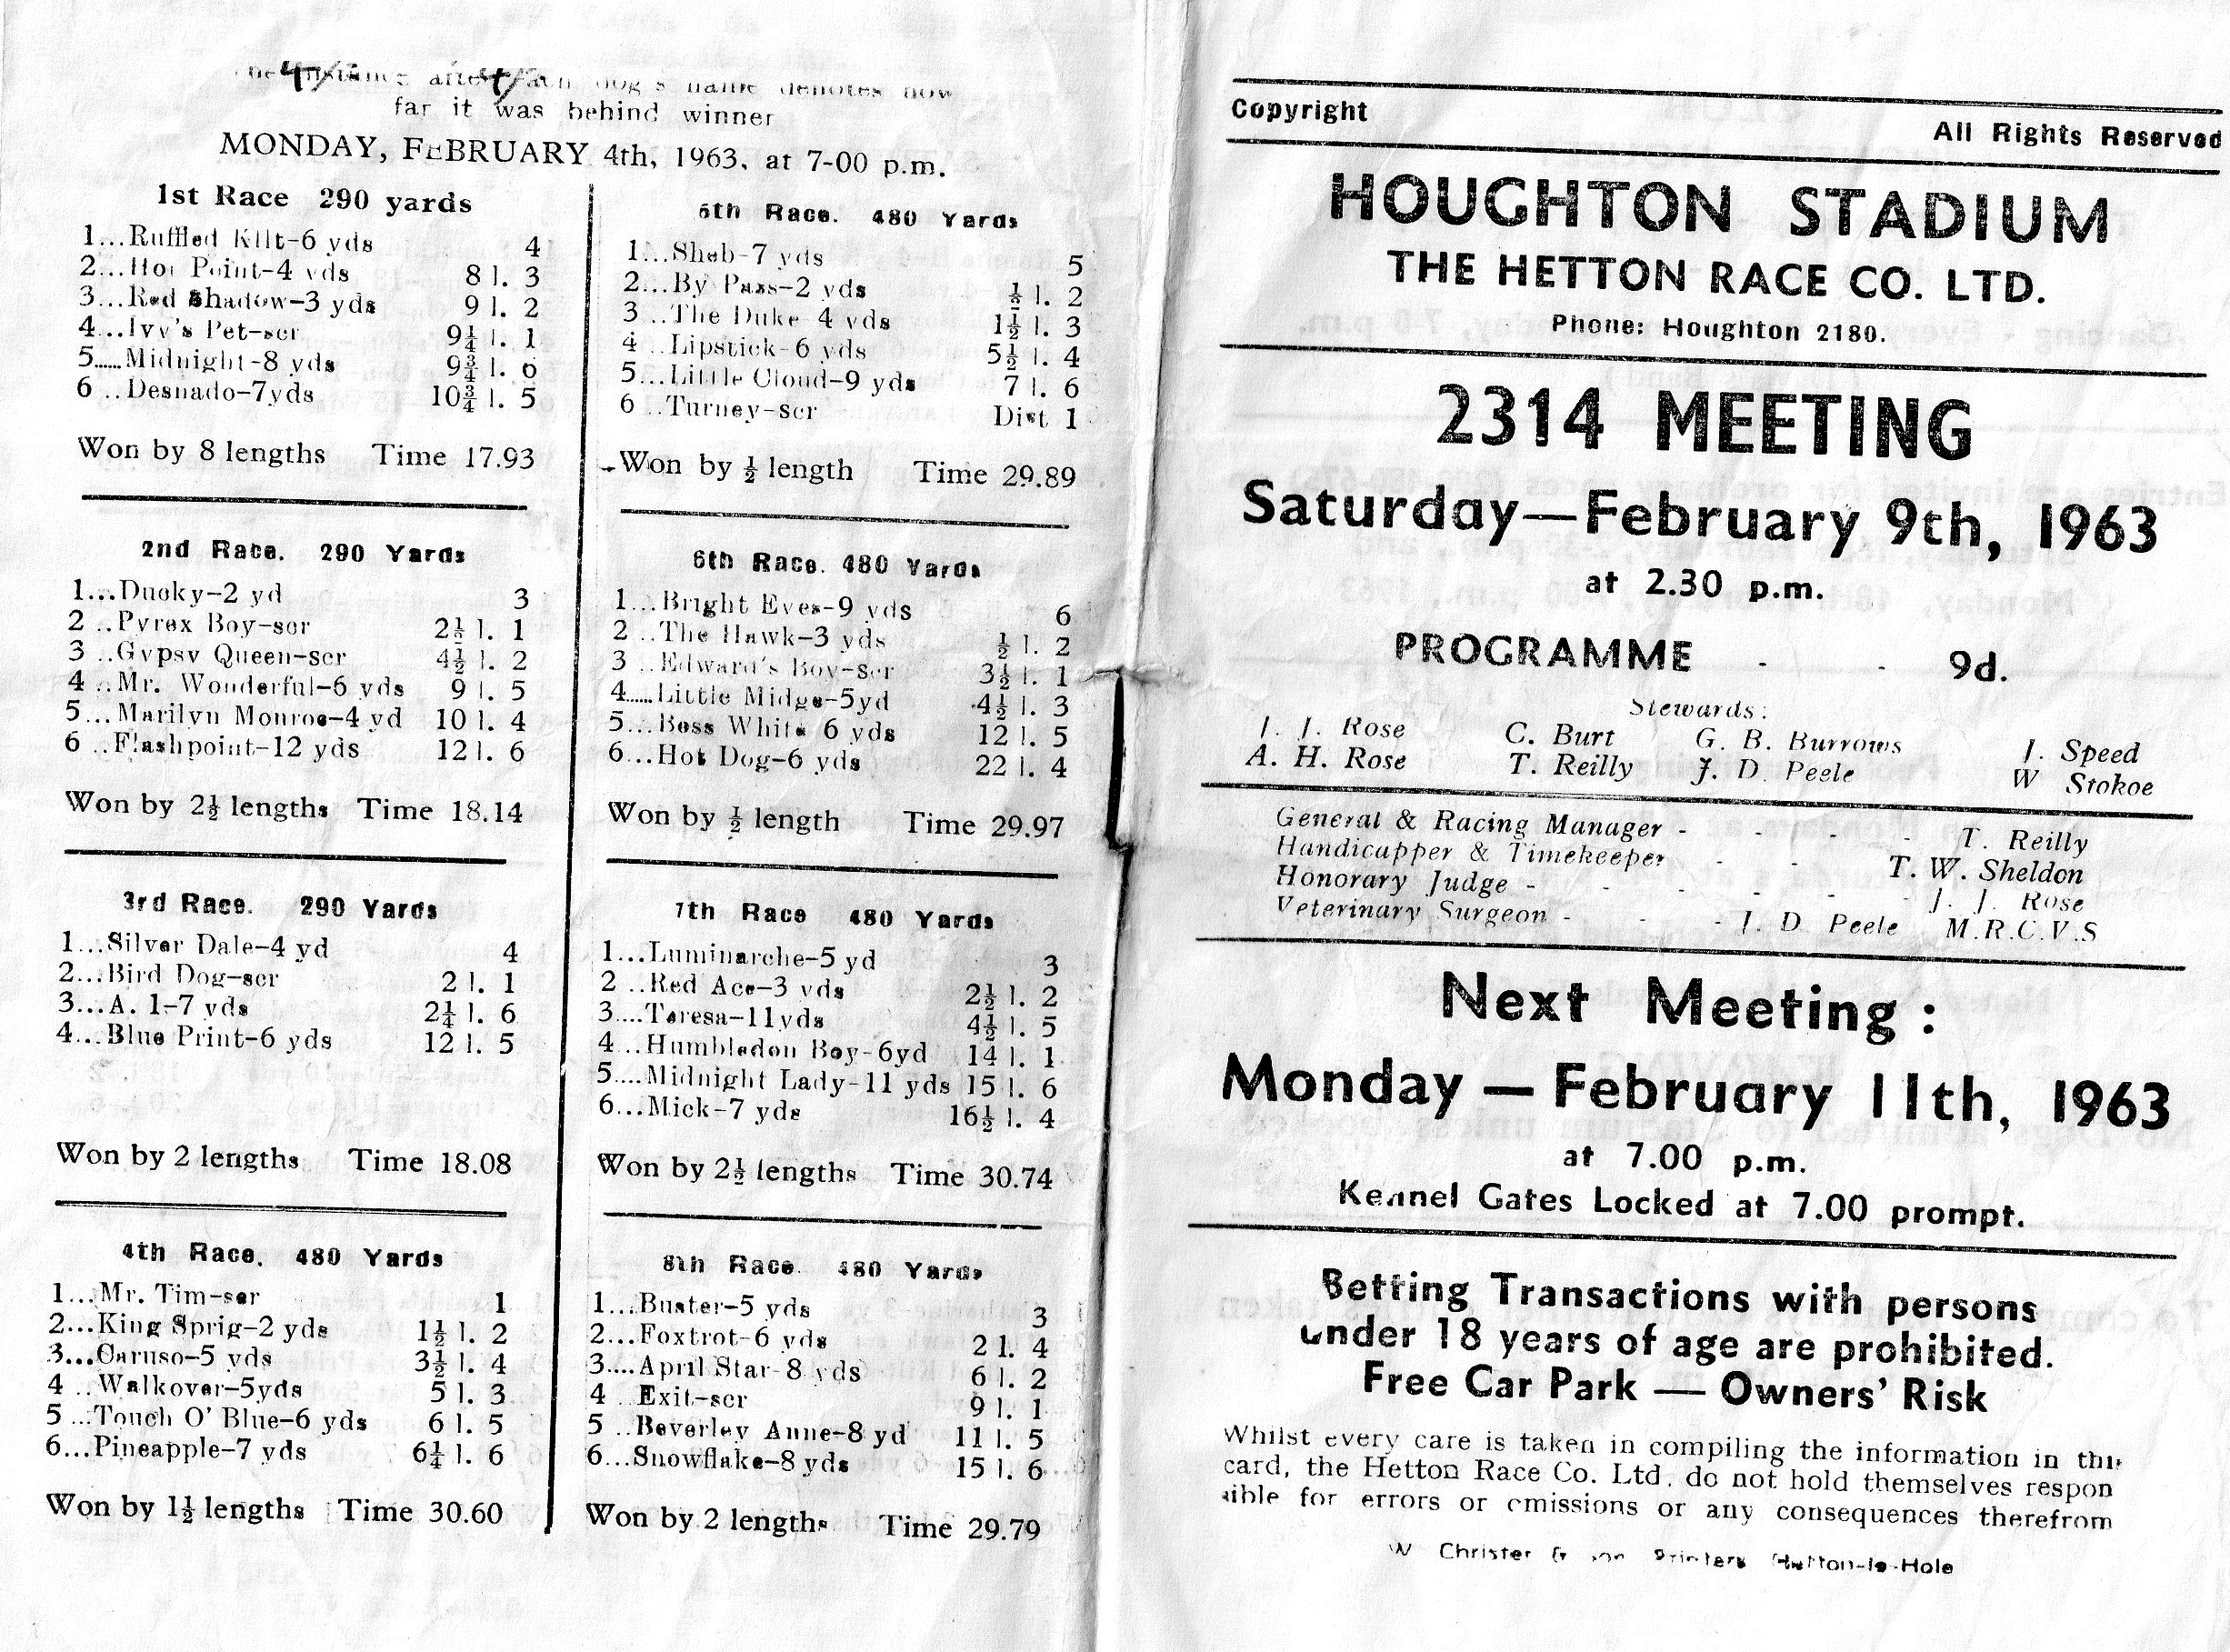 far it was behind winner
MONDAY, FEBRUARY 4th, 1963, at 7-00 p.m.
1st Race 290 yards
1...Ruffled Kilt-6 yds 4
2...Hot Point-4 yds 8 l. 3
3...Red Shadow-3 yds 9 l. 2
4...Ivy's Pet-scr 9¼ l. 1
5......Midnight-8 yds 9¾ l. 6
6 ..Desnado-7yds 10¾ l. 5
Won by 8 lengths Time 17.93
2nd Race. 290 Yards
1...Ducky-2 yd 3
2 ..Pyrex Boy-scr 2½ l. 1
3 ..Gypsy Queen-scr 4½ l. 2
4 ..Mr. Wonderful-6 yds 9 l. 5
5...Marilyn Monroe-4 yd 10 l. 4
6 ..Flashpoint-12 yds 12 l. 6
Won by 2½ lengths Time 18.14
3rd Race. 290 Yards
1...Silver Dale-4 yd 4
2...Bird Dog-scr 2 l. 1
3...A. 1-7 yds 2¼ l. 6
4...Blue Print-6 yds 12 l. 5
Won by 2 lengths Time 18.08
4th Race. 480 Yards
1...Mr. Tim-scr 1
2...King Sprig-2 yds 1½ l. 2
3...Caruso-5 yds 3½ l. 4
4 ..Walkover-5yds 5 l. 3
5 ...Touch O' Blue-6 yds 6 l. 5
6...Pineapple-7 yds 6¼ l. 6
Won by 1½ lengths Time 30.60
5th Race. 480 Yards
1...Sheb-7 yds 5
2...By Pass-2 yds ½ l. 2
3 ..The Duke 4 yds 1½ l. 3
4 ..Lipstick-6 yds 5½ l. 4
5...Little Cloud-9 yds 7 l. 6
6 ..Turney-scr Dist 1
Won by ½ length Time 29.89
6th Race. 480 Yards
1...Bright Eyes-9 yds 6
2 ..The Hawk-3 yds ½ l. 2
3 ..Edward's Boy-scr 3½ l. 1
4......Little Midge-5yd 4½ l. 3
5...Boss White 6 yds 12 l. 5
6...Hot Dog-6 yds 22 l. 4
Won by ½ length Time 29.97
7th Race 480 Yards
1...Luminarche-5 yd 3
2 ..Red Ace-3 yds 2½ l. 2
3....Teresa-11yds 4½ l. 5
4...Humbledon Boy-6yd 14 l. 1
5....Midnight Lady-11 yds 15 l. 6
6...Mick-7 yds 16½ l. 4
Won by 2½ lengths Time 30.74
8th Race. 480 Yards
1...Buster-5 yds 3
2...Foxtrot-6 yds 2 l. 4
3....April Star-8 yds 6 l. 2
4 Exit-scr 9 l. 1
5 ..Beverley Anne-8 yd 11 l. 5
6...Snowflake-8 yds 15 l. 6
Won by 2 lengths Time 29.79
Copyright All Rights Reserved
HOUGHTON STADIUM
THE HETTON RACE CO. LTD.
Phone: Houghton 2180.
2314 MEETING
Saturday—February 9th, 1963
at 2.30 p.m.
PROGRAMME - - 9d.
Stewards:
J. J. Rose C. Burt G. B. Burrows J. Speed
A. H. Rose T. Reilly J. D. Peele W Stokoe
General & Racing Manager - - - - T. Reilly
Handicapper & Timekeeper - - T. W. Sheldon
Honorary Judge - - - - - - J. J. Rose
Veterinary Surgeon - - - - J. D. Peele M.R.C.V.S
Next Meeting :
Monday — February 11th, 1963
at 7.00 p.m.
Kennel Gates Locked at 7.00 prompt.
Betting Transactions with persons
under 18 years of age are prohibited.
Free Car Park — Owners' Risk
Whilst every care is taken in compiling the information in this
card, the Hetton Race Co. Ltd. do not hold themselves respon
sible for errors or omissions or any consequences therefrom
W Christer & Son Printers Hetton-le-Hole